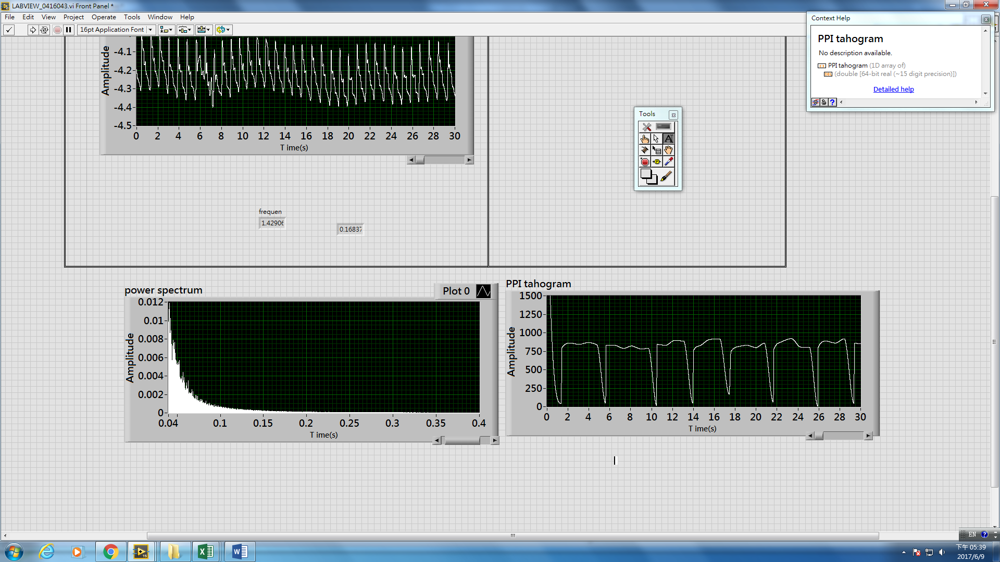 LABVIEW_0416043.vi Front Panel *
File Edit View Project Operate Tools Window Help
16pt Application Font
Context Help
PPI tahogram
No description available.
PPI tahogram (1D array of)
DBL (double [64-bit real (~15 digit precision)])
Detailed help
Amplitude
-4.1
-4.2
-4.3
-4.4
-4.5
0 2 4 6 8 10 12 14 16 18 20 22 24 26 28 30
T ime(s)
Tools
frequen
1.42906
0.16837
power spectrum
Plot 0
Amplitude
0.012
0.01
0.008
0.006
0.004
0.002
0
0.04 0.1 0.15 0.2 0.25 0.3 0.35 0.4
T ime(s)
PPI tahogram
Amplitude
1500
1250
1000
750
500
250
0
0 2 4 6 8 10 12 14 16 18 20 22 24 26 28 30
T ime(s)
EN
下午 05:39
2017/6/9